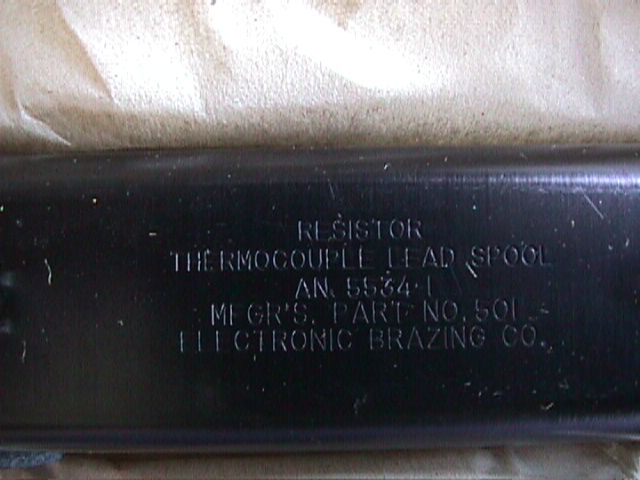 RESISTOR
THERMOCOUPLE LEAD SPOOL
AN 5534-1
MFGR'S. PART NO. 501
ELECTRONIC BRAZING CO.